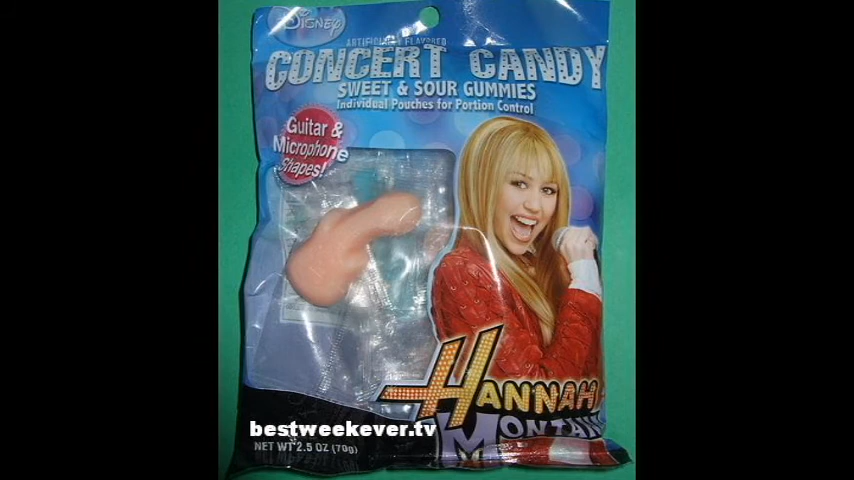 Disney
ARTIFICIALLY FLAVORED
CONCERT CANDY
SWEET & SOUR GUMMIES
Individual Pouches for Portion Control
Guitar &
Microphone
Shapes!
HANNAH
MONTAN
bestweekever.tv
NET WT 2.5 OZ (70g)